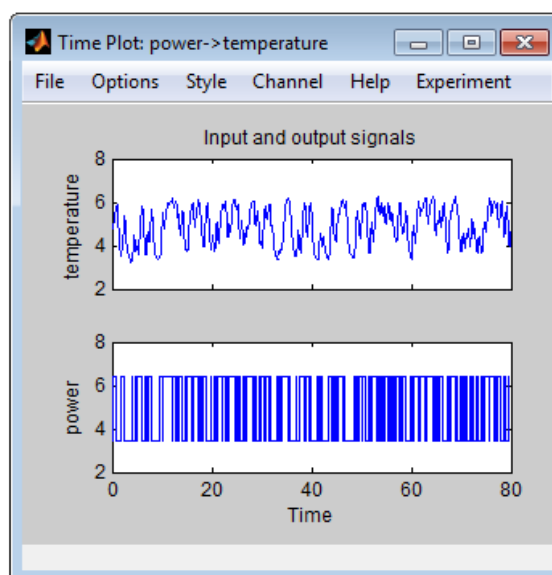 Time Plot: power->temperature
File Options Style Channel Help Experiment
Input and output signals
8
6
4
2
temperature
8
6
4
2
power
0 20 40 60 80
Time